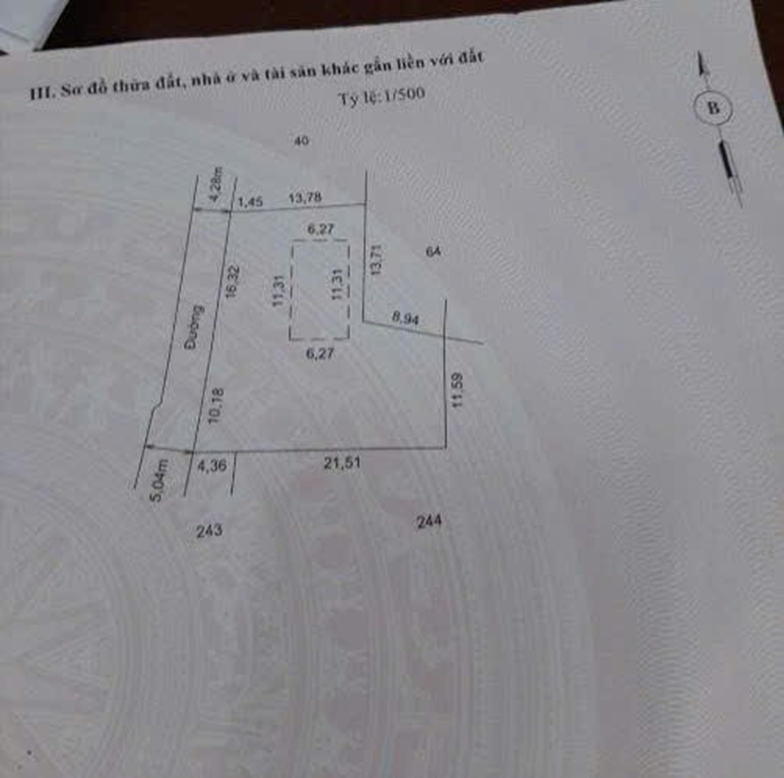 III. Sơ đồ thửa đất, nhà ở và tài sản khác gắn liền với đất
Tỷ lệ: 1/500
B
40
4,28m
1,45
13,78
6,27
64
13,71
16,32
11,31
11,31
Đường
8,94
6,27
11,59
10,18
5,04m
4,36
21,51
243
244